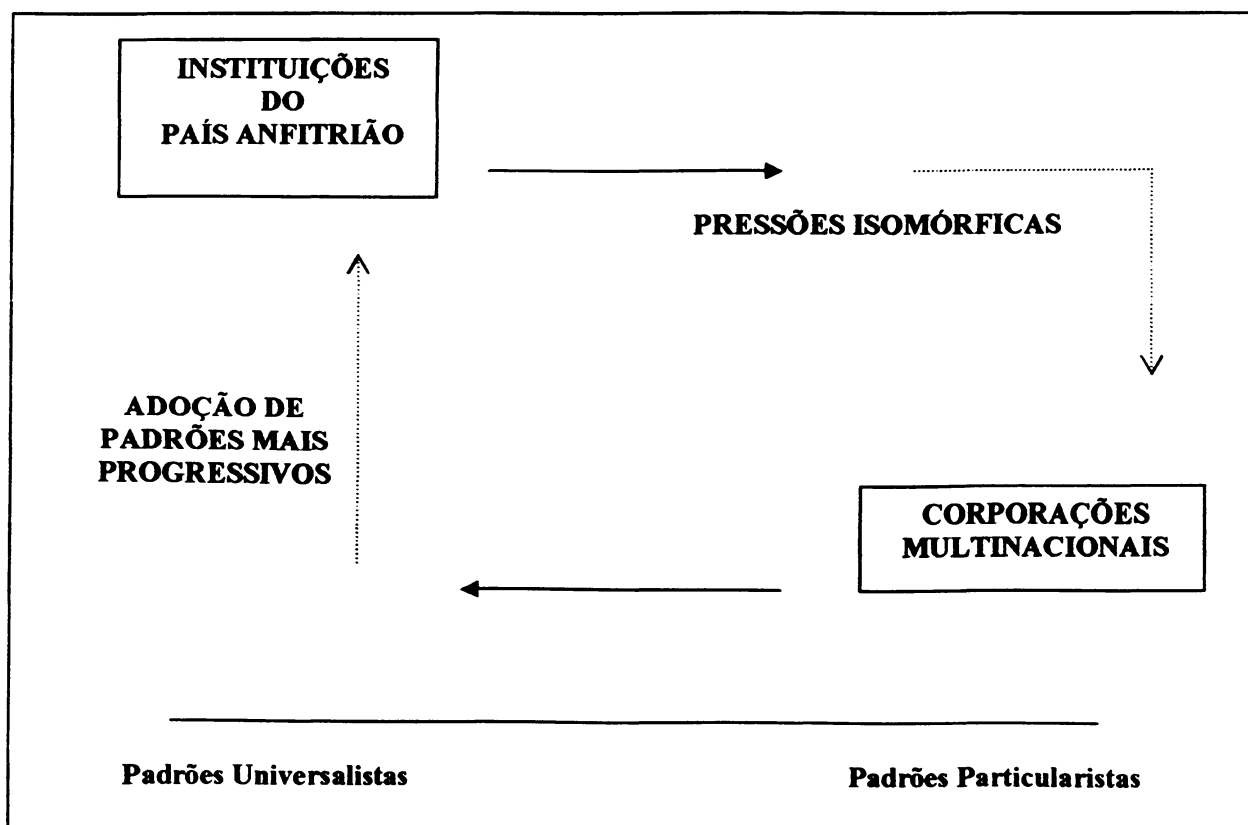 INSTITUIÇÕES
DO
PAÍS ANFITRIÃO
PRESSÕES ISOMÓRFICAS
ADOÇÃO DE
PADRÕES MAIS
PROGRESSIVOS
CORPORAÇÕES
MULTINACIONAIS
Padrões Universalistas
Padrões Particularistas